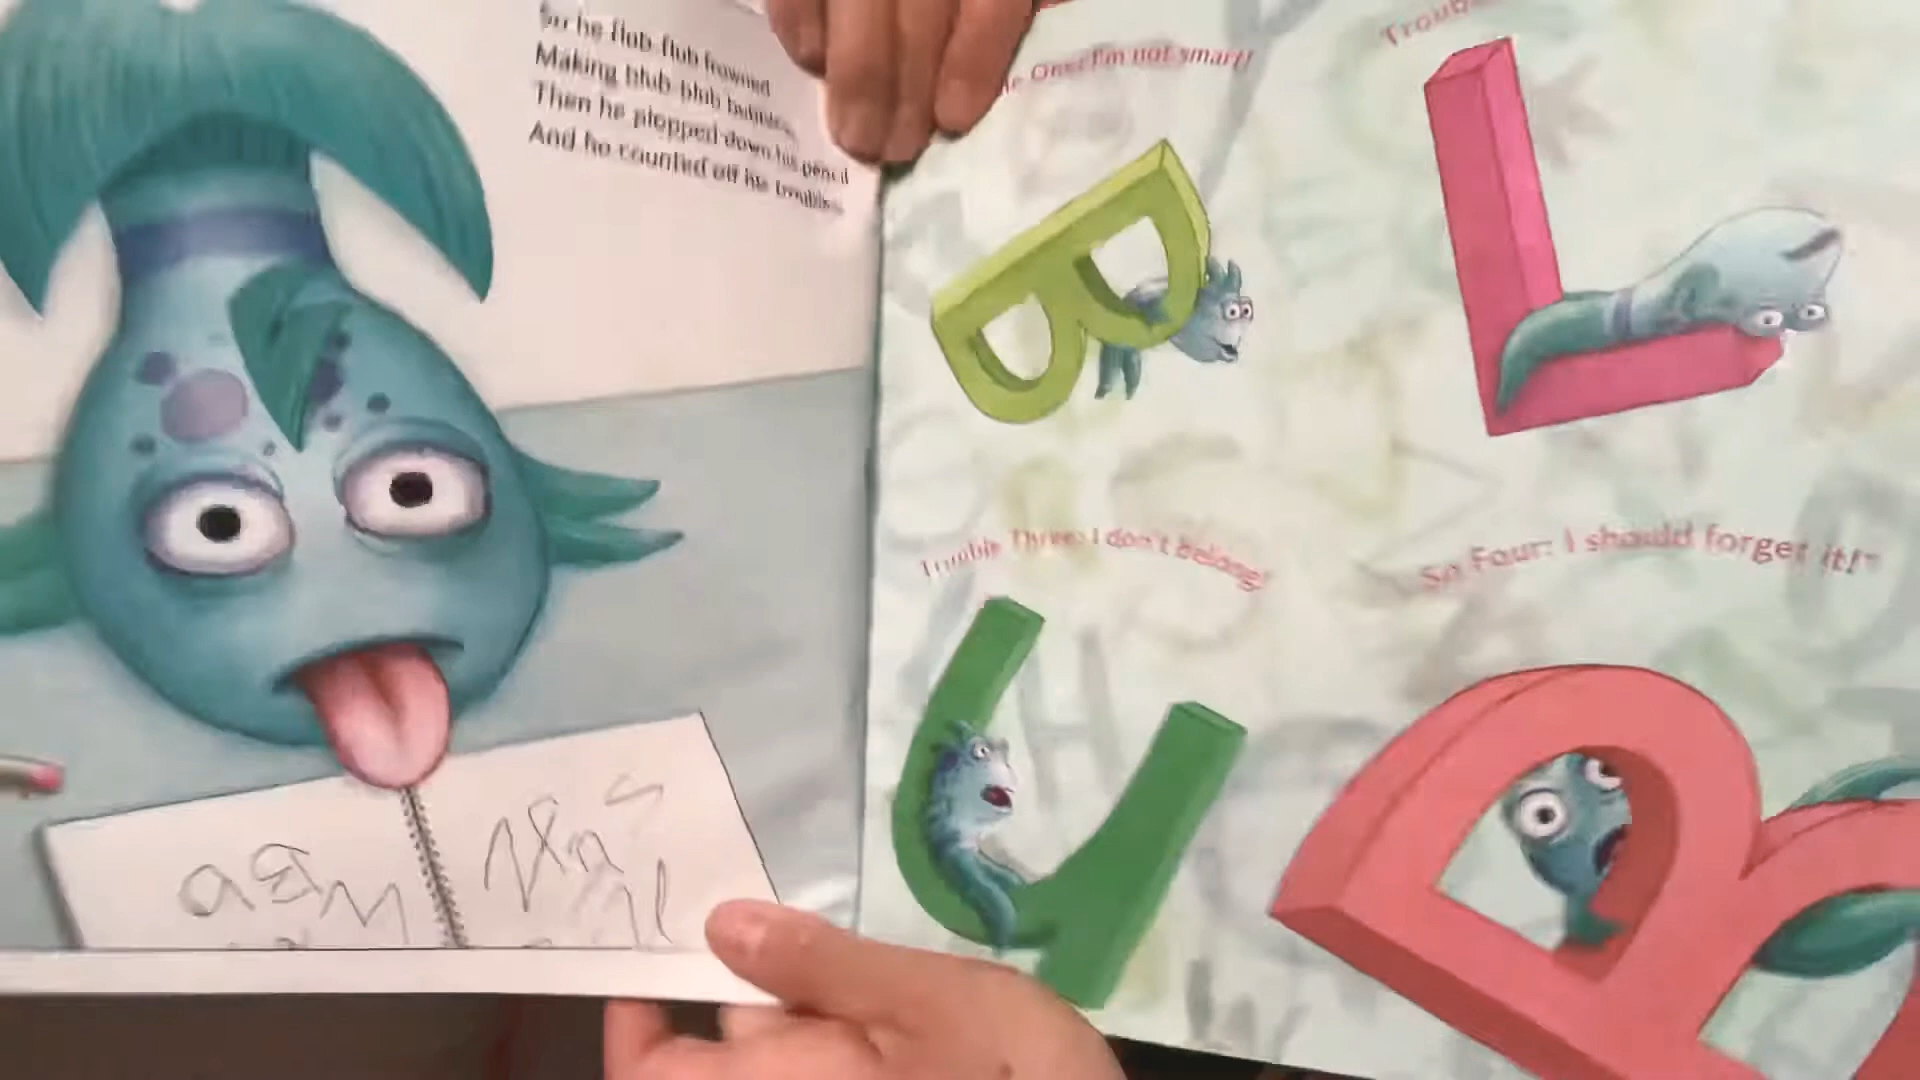 So he flub-flub frowned
Making blub-blub bubbles,
Then he plopped down his pencil
And he counted off his troubles
One: I'm not smart!
Trouble Three: I don't belong!
So Four: I should forget it!"
B
L
Y
R